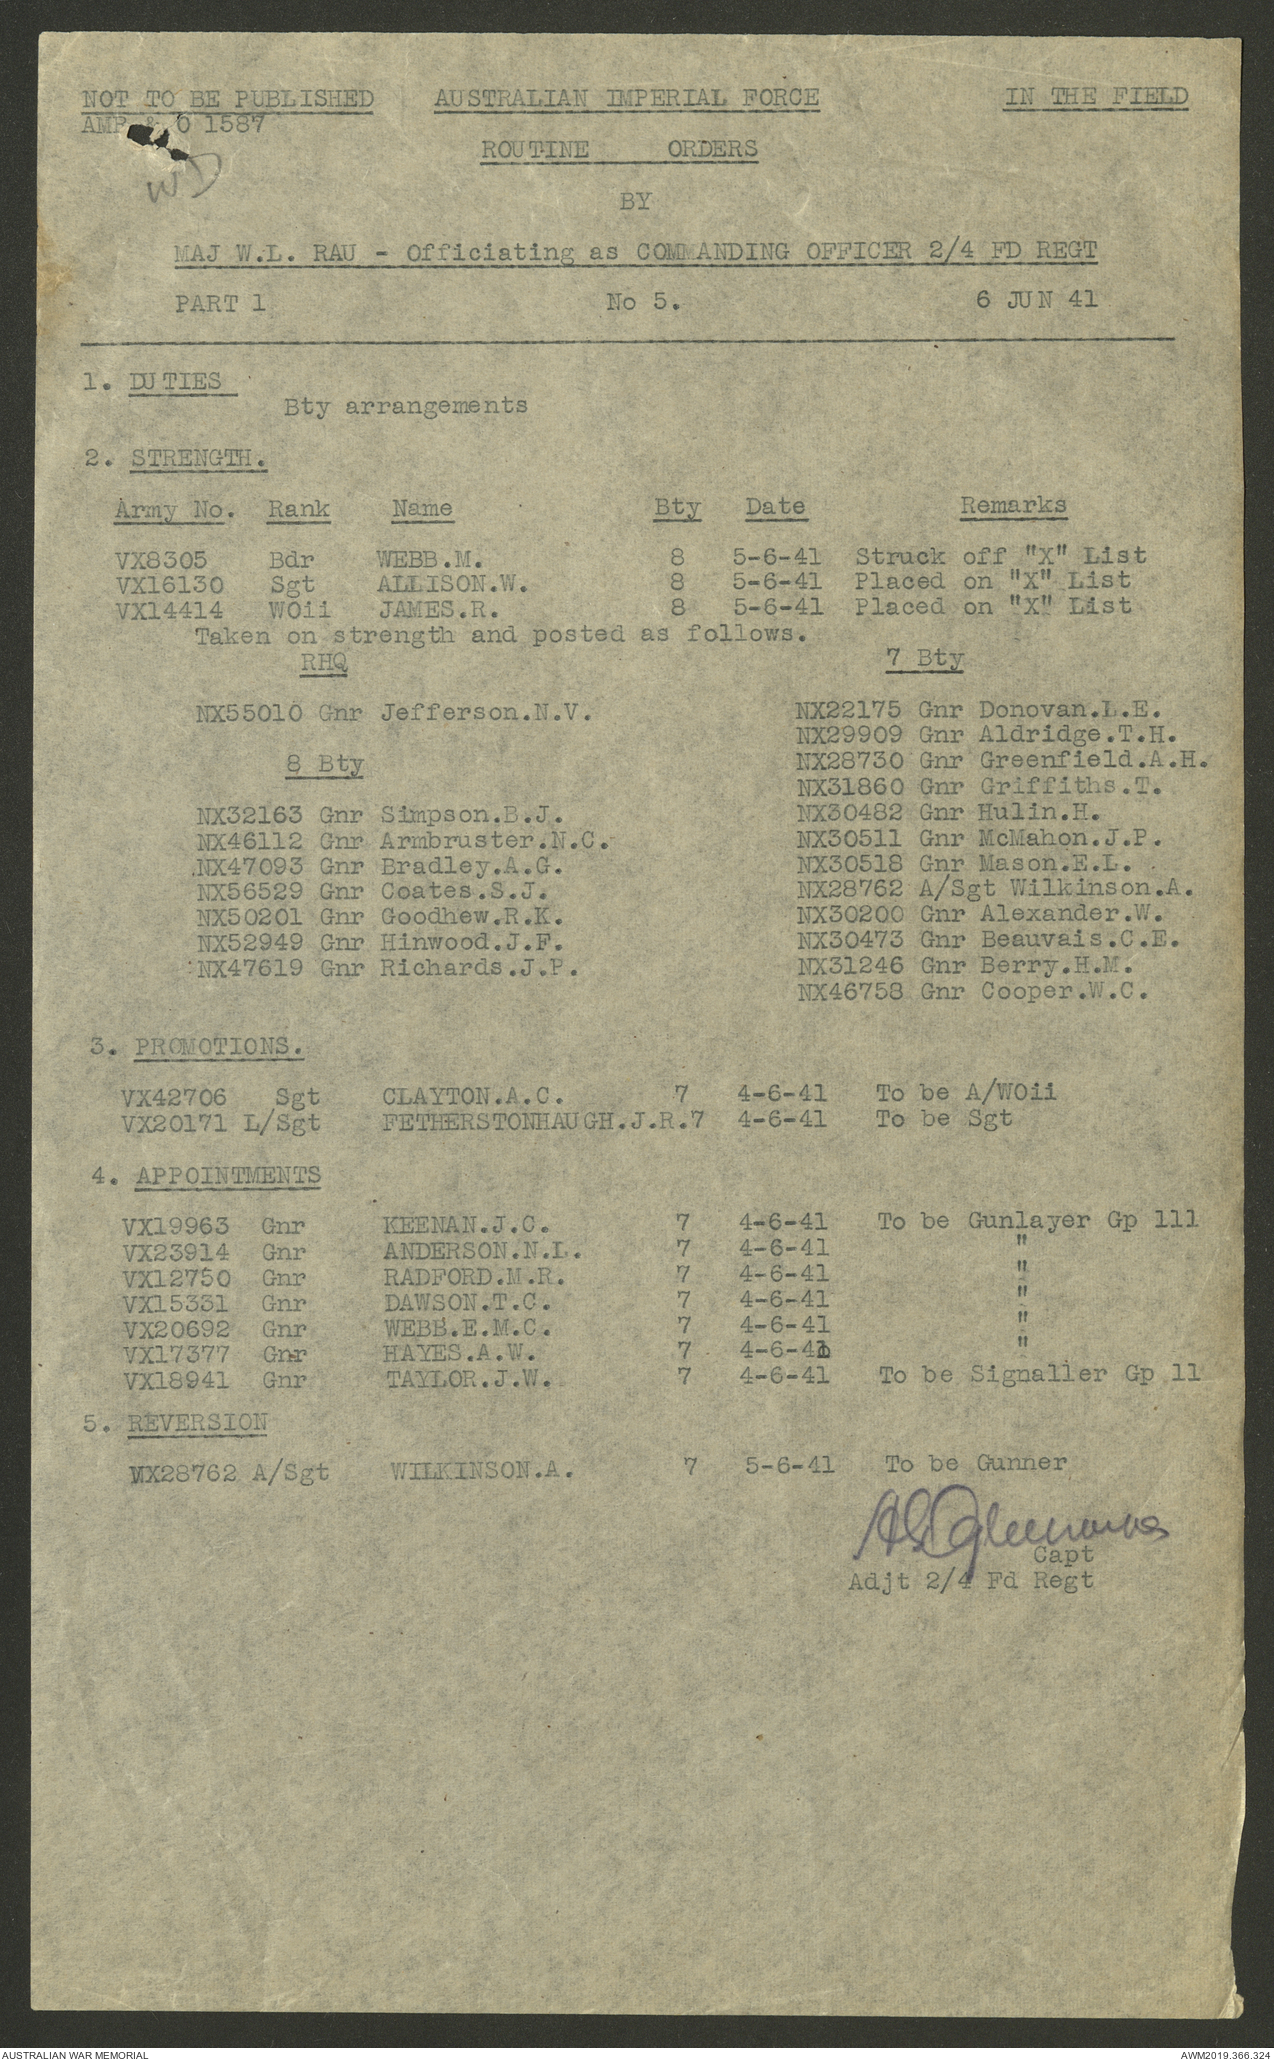 NOT TO BE PUBLISHED AUSTRALIAN IMPERIAL FORCE IN THE FIELD
O 1587
WD
ROUTINE ORDERS
BY
MAJ W.L. RAU - Officiating as COMMANDING OFFICER 2/4 FD REGT
PART 1 No 5. 6 JUN 41
1. DUTIES
Bty arrangements
2. STRENGTH.
Army No. Rank Name Bty Date Remarks
VX8305 Bdr WEBB.M. 8 5-6-41 Struck off "X" List
VX16130 Sgt ALLISON.W. 8 5-6-41 Placed on "X" List
VX14414 WOii JAMES.R. 8 5-6-41 Placed on "X" List
Taken on strength and posted as follows.
RHQ
NX55010 Gnr Jefferson.N.V.
8 Bty
NX32163 Gnr Simpson.B.J.
NX46112 Gnr Armbruster.N.C.
NX47093 Gnr Bradley.A.G.
NX56529 Gnr Coates.S.J.
NX50201 Gnr Goodhew.R.K.
NX52949 Gnr Hinwood.J.F.
NX47619 Gnr Richards.J.P.
7 Bty
NX22175 Gnr Donovan.L.E.
NX29909 Gnr Aldridge.T.H.
NX28730 Gnr Greenfield.A.H.
NX31860 Gnr Griffiths.T.
NX30482 Gnr Hulin.H.
NX30511 Gnr McMahon.J.P.
NX30518 Gnr Mason.E.L.
NX28762 A/Sgt Wilkinson.A.
NX30200 Gnr Alexander.W.
NX30473 Gnr Beauvais.C.E.
NX31246 Gnr Berry.H.M.
NX46758 Gnr Cooper.W.C.
3. PROMOTIONS.
VX42706 Sgt CLAYTON.A.C. 7 4-6-41 To be A/WOii
VX20171 L/Sgt FETHERSTONHAUGH.J.R.7 4-6-41 To be Sgt
4. APPOINTMENTS
VX19963 Gnr KEENAN.J.C. 7 4-6-41 To be Gunlayer Gp 111
VX23914 Gnr ANDERSON.N.L. 7 4-6-41 "
VX12750 Gnr RADFORD.M.R. 7 4-6-41 "
VX15331 Gnr DAWSON.T.C. 7 4-6-41 "
VX20692 Gnr WEBB.E.M.C. 7 4-6-41 "
VX17377 Gnr HAYES.A.W. 7 4-6-41 "
VX18941 Gnr TAYLOR.J.W. 7 4-6-41 To be Signaller Gp 11
5. REVERSION
NX28762 A/Sgt WILKINSON.A. 7 5-6-41 To be Gunner
Capt
Adjt 2/4 Fd Regt
AUSTRALIAN WAR MEMORIAL AWM2019.366.324